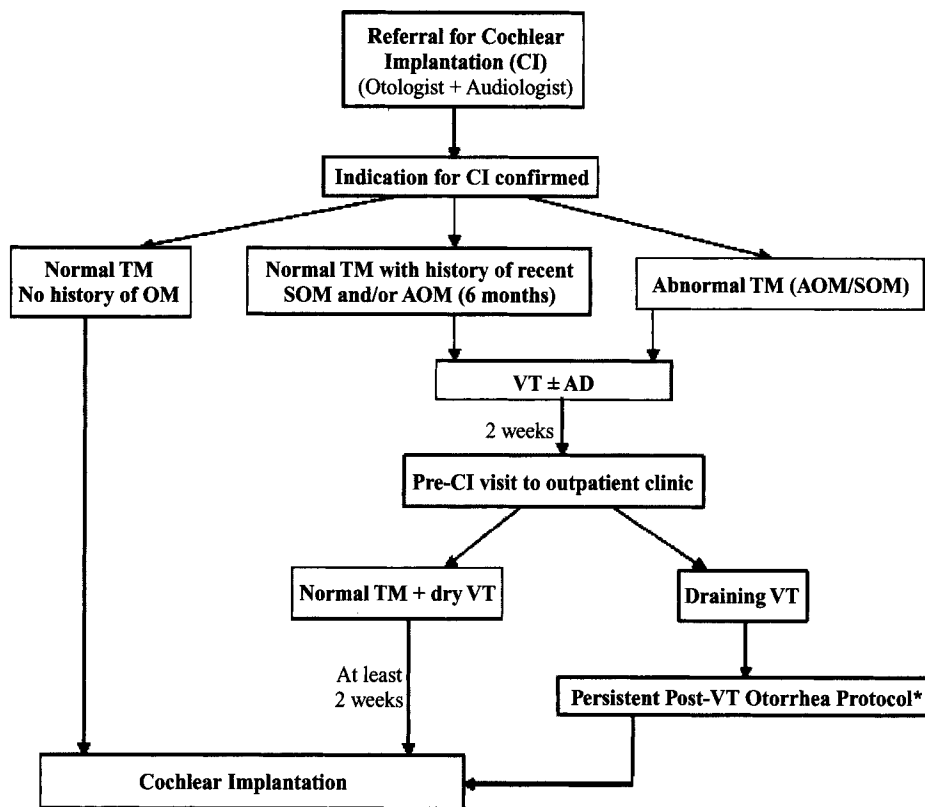 Referral for Cochlear
Implantation (CI)
(Otologist + Audiologist)
Indication for CI confirmed
Normal TM
No history of OM
Normal TM with history of recent
SOM and/or AOM (6 months)
Abnormal TM (AOM/SOM)
VT ± AD
2 weeks
Pre-CI visit to outpatient clinic
Normal TM + dry VT
Draining VT
At least
2 weeks
Persistent Post-VT Otorrhea Protocol*
Cochlear Implantation